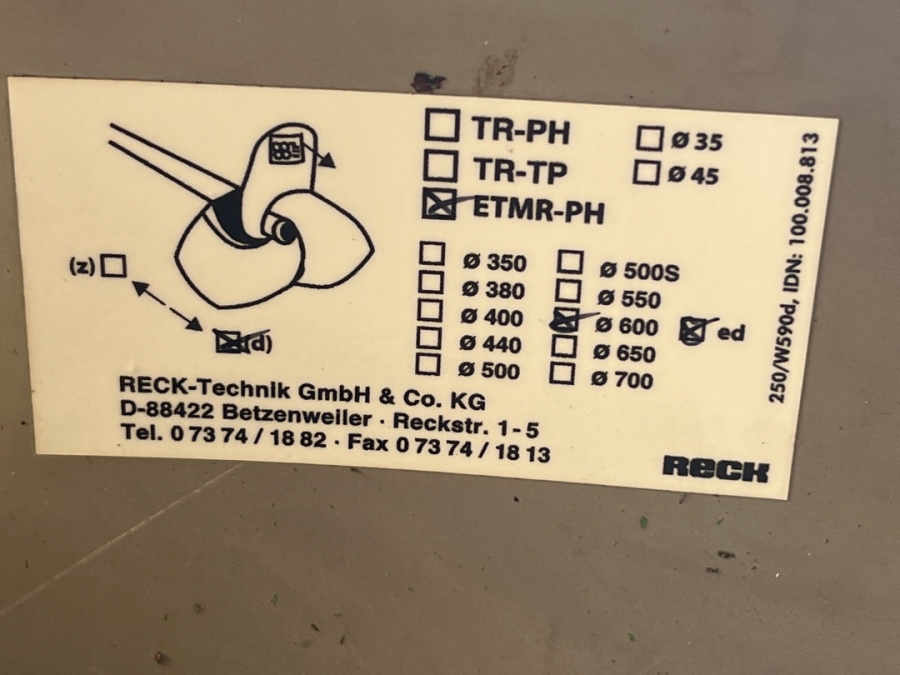 TR-PH
TR-TP
ETMR-PH
ø 35
ø 45
ø 350
ø 380
ø 400
ø 440
ø 500
ø 500S
ø 550
ø 600
ø 650
ø 700
ed
(z)
(d)
RECK-Technik GmbH & Co. KG
D-88422 Betzenweiler · Reckstr. 1-5
Tel. 0 73 74 / 18 82 · Fax 0 73 74 / 18 13
RECK
250/W590d, IDN: 100.008.813